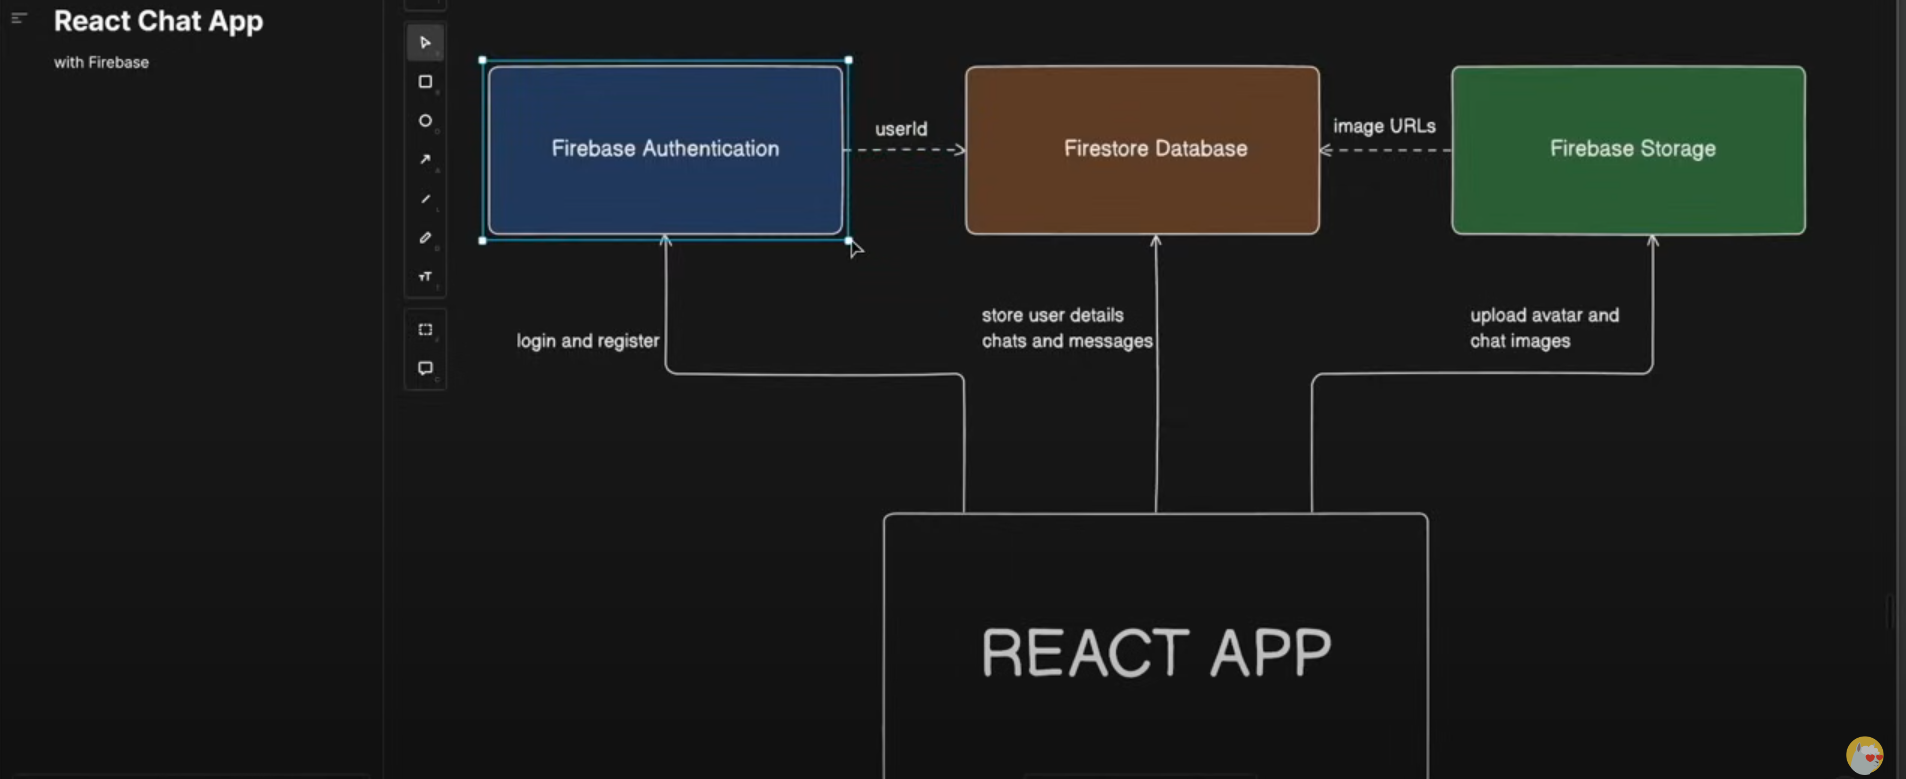 React Chat App
with Firebase
Firebase Authentication
userId
Firestore Database
image URLs
Firebase Storage
login and register
store user details
chats and messages
upload avatar and
chat images
REACT APP